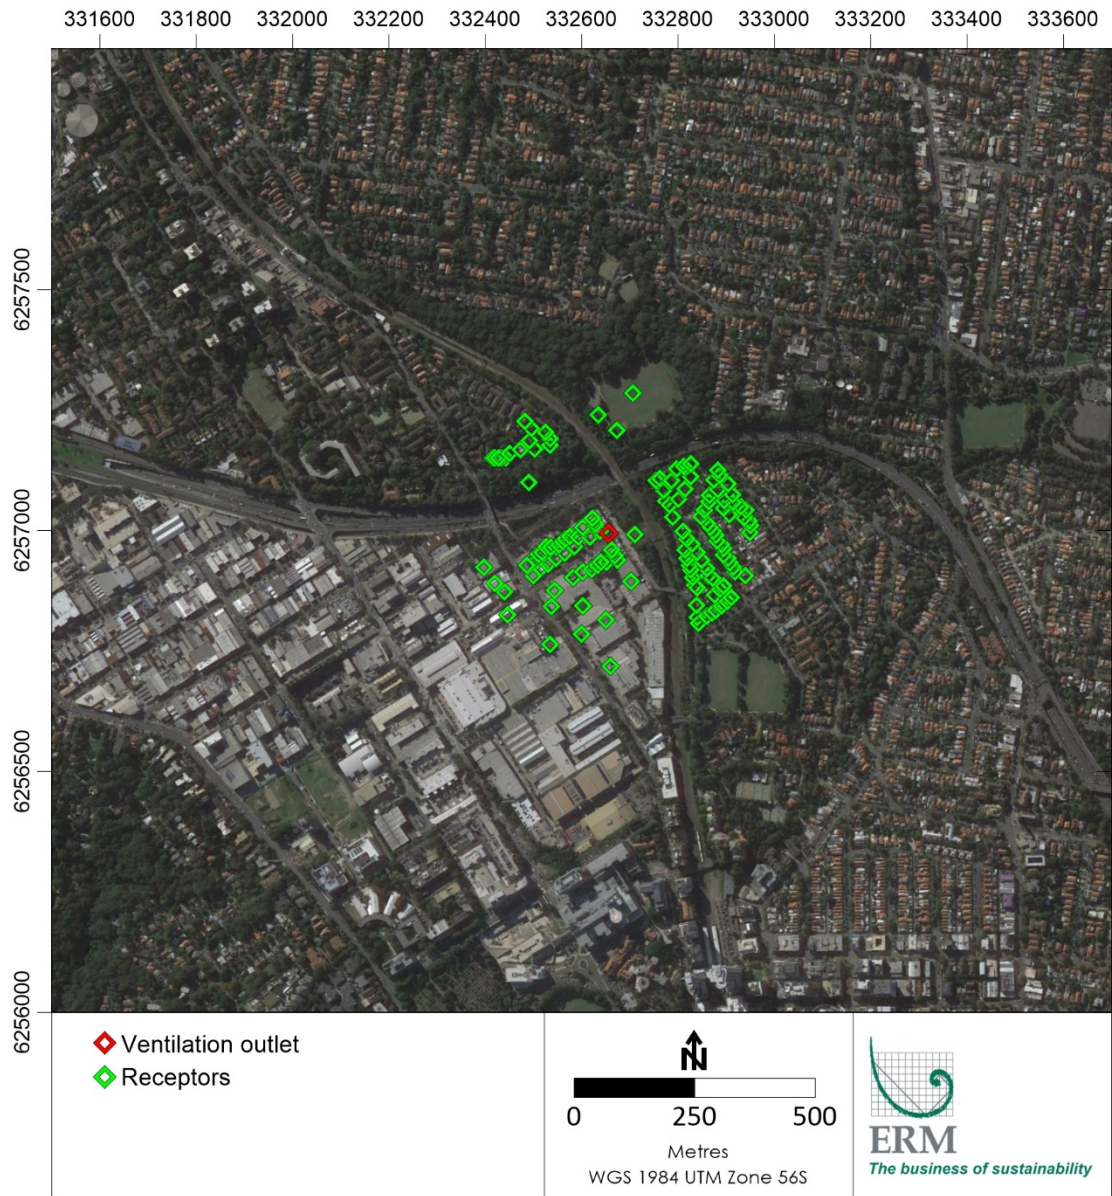 331600 331800 332000 332200 332400 332600 332800 333000 333200 333400 333600
6257500
6257000
6256500
6256000
Ventilation outlet
Receptors
N
0 250 500
Metres
WGS 1984 UTM Zone 56S
ERM
The business of sustainability